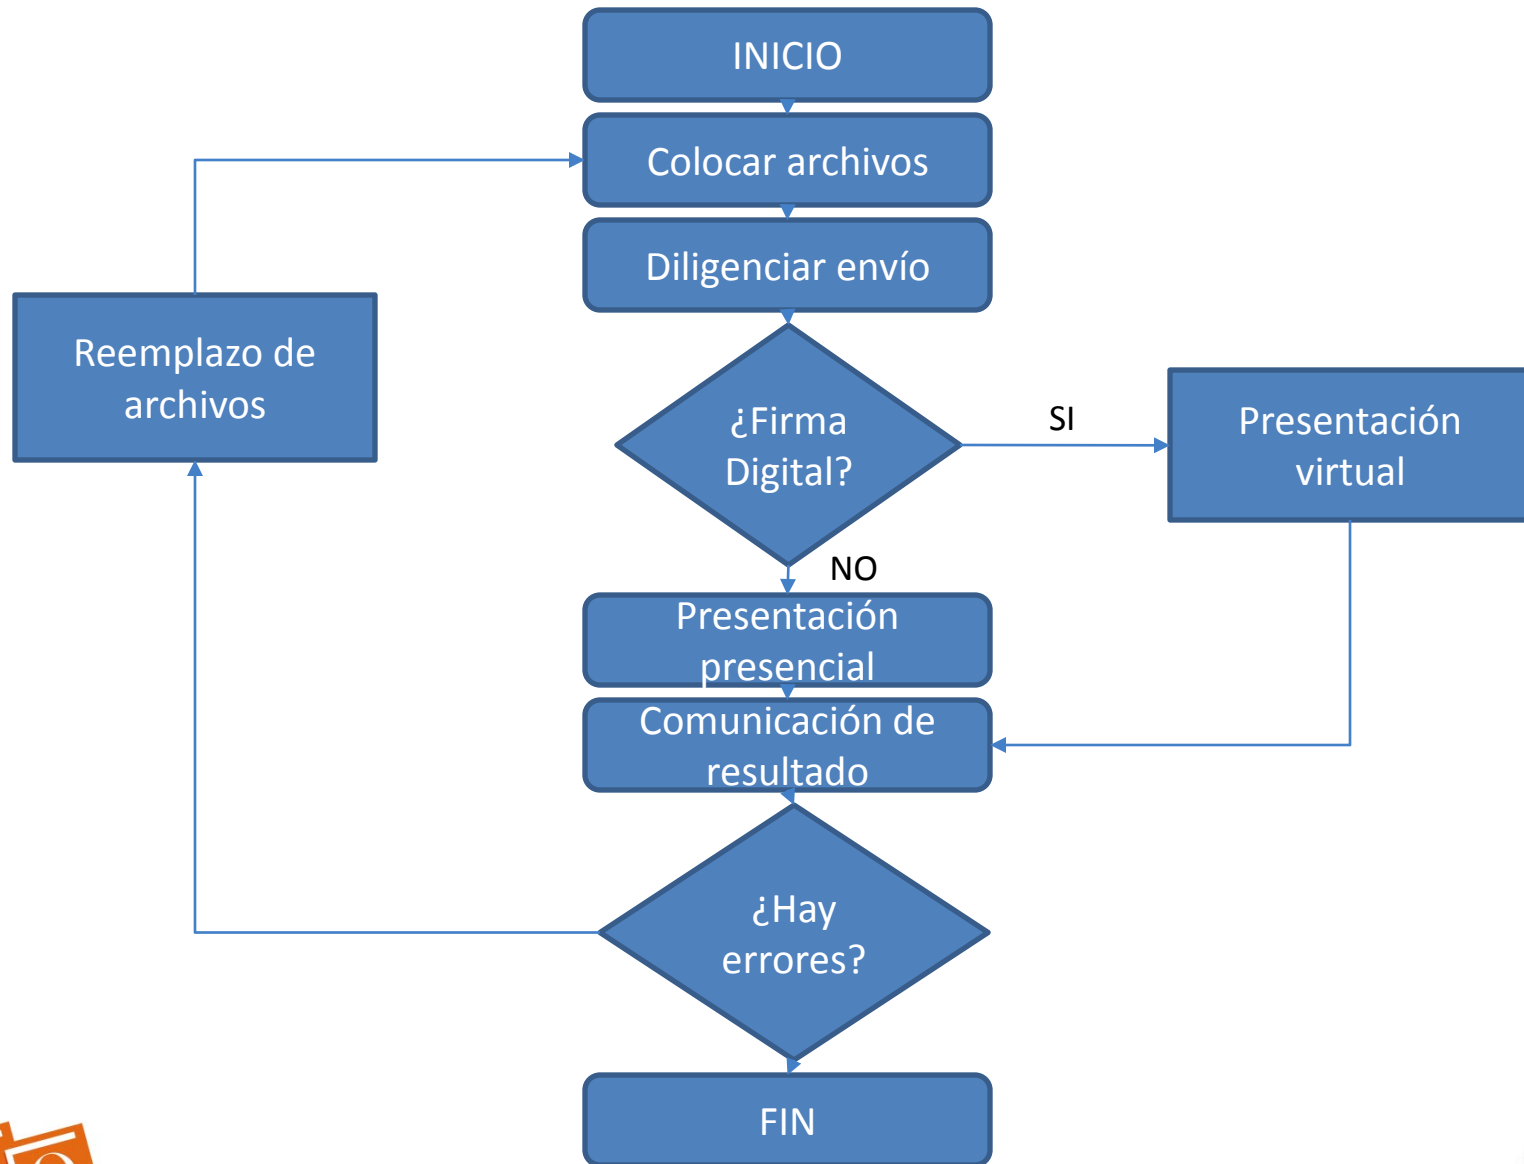 INICIO
Colocar archivos
Diligenciar envío
Reemplazo de
archivos
¿Firma
Digital?
SI
Presentación
virtual
NO
Presentación
presencial
Comunicación de
resultado
¿Hay
errores?
FIN